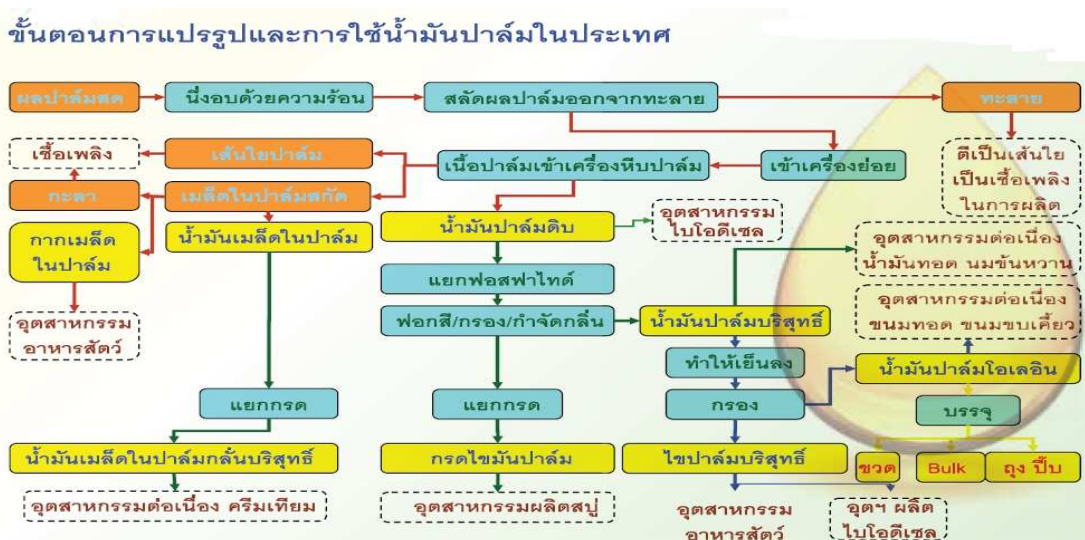 ขั้นตอนการแปรรูปและการใช้น้ำมันปาล์มในประเทศ
ผลปาล์มสด
นึ่งอบด้วยความร้อน
สลัดผลปาล์มออกจากทะลาย
ทะลาย
เชื้อเพลิง
เส้นใยปาล์ม
เนื้อปาล์มเข้าเครื่องหีบปาล์ม
เข้าเครื่องย่อย
ตีเป็นเส้นใย
เป็นเชื้อเพลิง
ในการผลิต
กะลา
เมล็ดในปาล์มสกัด
กากเมล็ด
ในปาล์ม
น้ำมันเมล็ดในปาล์ม
น้ำมันปาล์มดิบ
อุตสาหกรรม
ไบโอดีเซล
อุตสาหกรรมต่อเนื่อง
น้ำมันทอด นมข้นหวาน
แยกฟอสฟาไทด์
อุตสาหกรรมต่อเนื่อง
ขนมทอด ขนมขบเคี้ยว
อุตสาหกรรม
อาหารสัตว์
ฟอกสี/กรอง/กำจัดกลิ่น
น้ำมันปาล์มบริสุทธิ์
ทำให้เย็นลง
น้ำมันปาล์มโอเลอิน
แยกกรด
แยกกรด
กรอง
บรรจุ
น้ำมันเมล็ดในปาล์มกลั่นบริสุทธิ์
กรดไขมันปาล์ม
ไขปาล์มบริสุทธิ์
ขวด
Bulk
ถุง ปี๊บ
อุตสาหกรรมต่อเนื่อง ครีมเทียม
อุตสาหกรรมผลิตสบู่
อุตสาหกรรม
อาหารสัตว์
อุตฯ ผลิต
ไบโอดีเซล